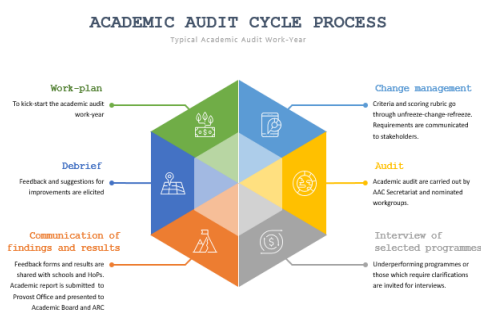 ACADEMIC AUDIT CYCLE PROCESS
Typical Academic Audit Work-Year
Work-plan
To kick-start the academic audit
work-year
Change management
Criteria and scoring rubric go
through unfreeze-change-refreeze.
Requirements are communicated
to stakeholders.
Debrief
Feedback and suggestions for
improvements are elicited
Audit
Academic audit are carried out by
AAC Secretariat and nominated
workgroups.
Communication of
findings and results
Feedback forms and results are
shared with schools and HoPs.
Academic report is submitted to
Provost Office and presented to
Academic Board and ARC
Interview of
selected programmes
Underperforming programmes or
those which require clarifications
are invited for interviews.